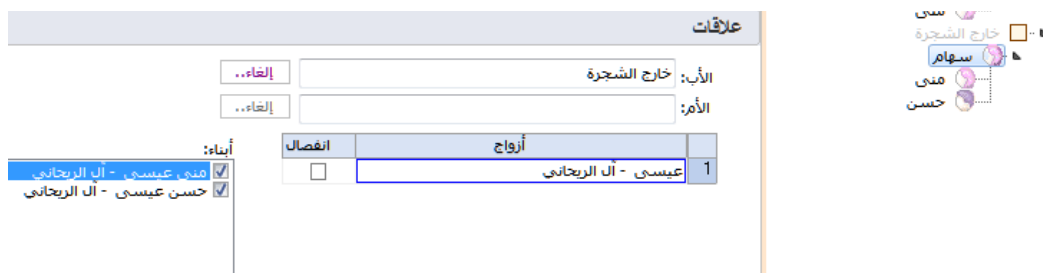 علاقات
الأب: خارج الشجرة إلغاء..
الأم: إلغاء..
أزواج انفصال
1 عيسى - آل الريحاني
أبناء:
منى عيسى - آل الريحاني
حسن عيسى - آل الريحاني
منى
خارج الشجرة
سهام
منى
حسن